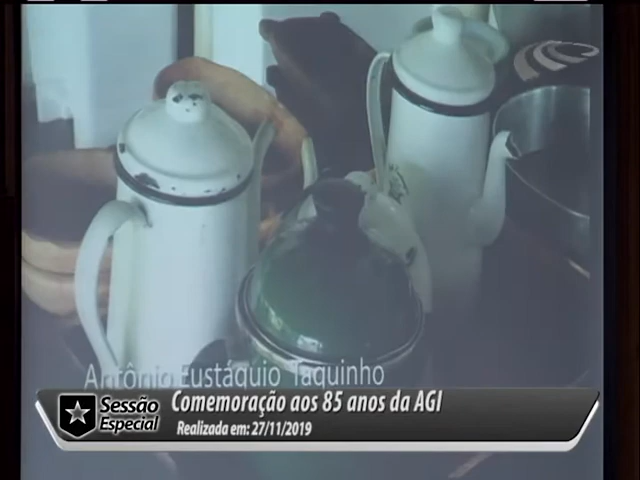 Antônio Eustáquio Taquinho
Sessão
Especial
Comemoração aos 85 anos da AGI
Realizada em: 27/11/2019